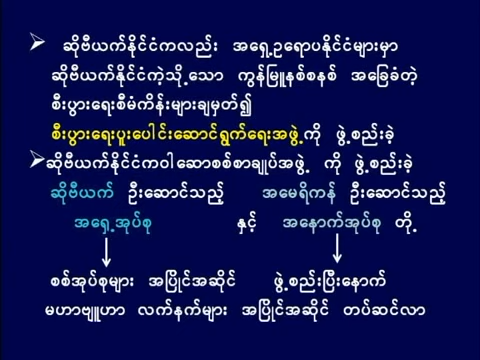 ➢ ဆိုဗီယက်နိုင်ငံကလည်း အရှေ့ဥရောပနိုင်ငံများမှာ
ဆိုဗီယက်နိုင်ငံကဲ့သို့သော ကွန်မြူနစ်စနစ် အခြေခံတဲ့
စီးပွားရေးစီမံကိန်းများချမှတ်၍
စီးပွားရေးပူးပေါင်းဆောင်ရွက်ရေးအဖွဲ့ကို ဖွဲ့စည်းခဲ့
➢ ဆိုဗီယက်နိုင်ငံကဝါဆောစစ်စာချုပ်အဖွဲ့ ကို ဖွဲ့စည်းခဲ့
ဆိုဗီယက် ဦးဆောင်သည့် အမေရိကန် ဦးဆောင်သည့်
အရှေ့အုပ်စု နှင့် အနောက်အုပ်စု တို့
စစ်အုပ်စုများ အပြိုင်အဆိုင် ဖွဲ့စည်းပြီးနောက်
မဟာဗျူဟာ လက်နက်များ အပြိုင်အဆိုင် တပ်ဆင်လာ